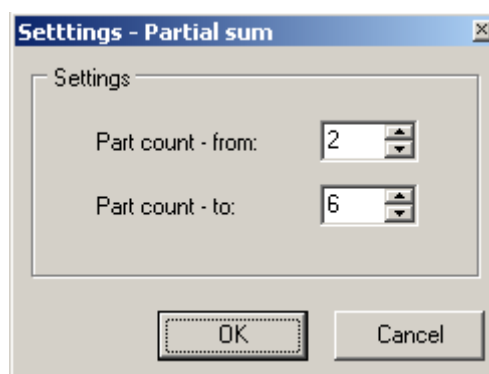 Setttings - Partial sum
Settings
Part count - from: 2
Part count - to: 6
OK Cancel